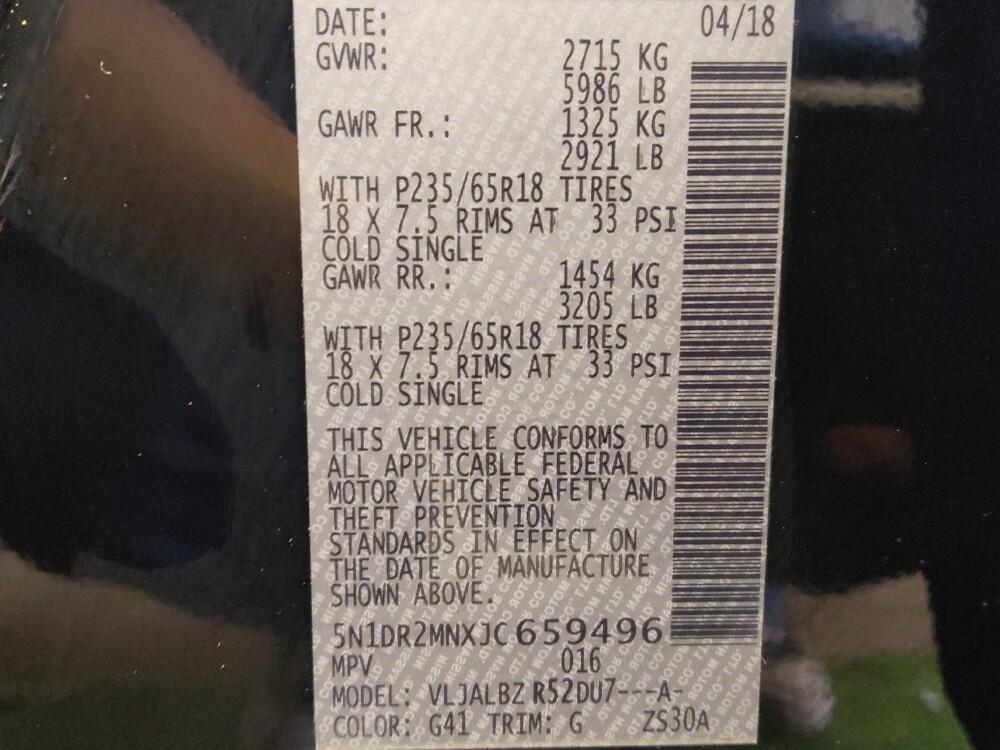 DATE: 04/18
GVWR: 2715 KG
5986 LB
GAWR FR.: 1325 KG
2921 LB
WITH P235/65R18 TIRES
18 X 7.5 RIMS AT 33 PSI
COLD SINGLE
GAWR RR.: 1454 KG
3205 LB
WITH P235/65R18 TIRES
18 X 7.5 RIMS AT 33 PSI
COLD SINGLE
THIS VEHICLE CONFORMS TO
ALL APPLICABLE FEDERAL
MOTOR VEHICLE SAFETY AND
THEFT PREVENTION
STANDARDS IN EFFECT ON
THE DATE OF MANUFACTURE
SHOWN ABOVE.
5N1DR2MNXJC659496
MPV 016
MODEL: VLJALBZ R52DU7---A-
COLOR: G41 TRIM: G ZS30A